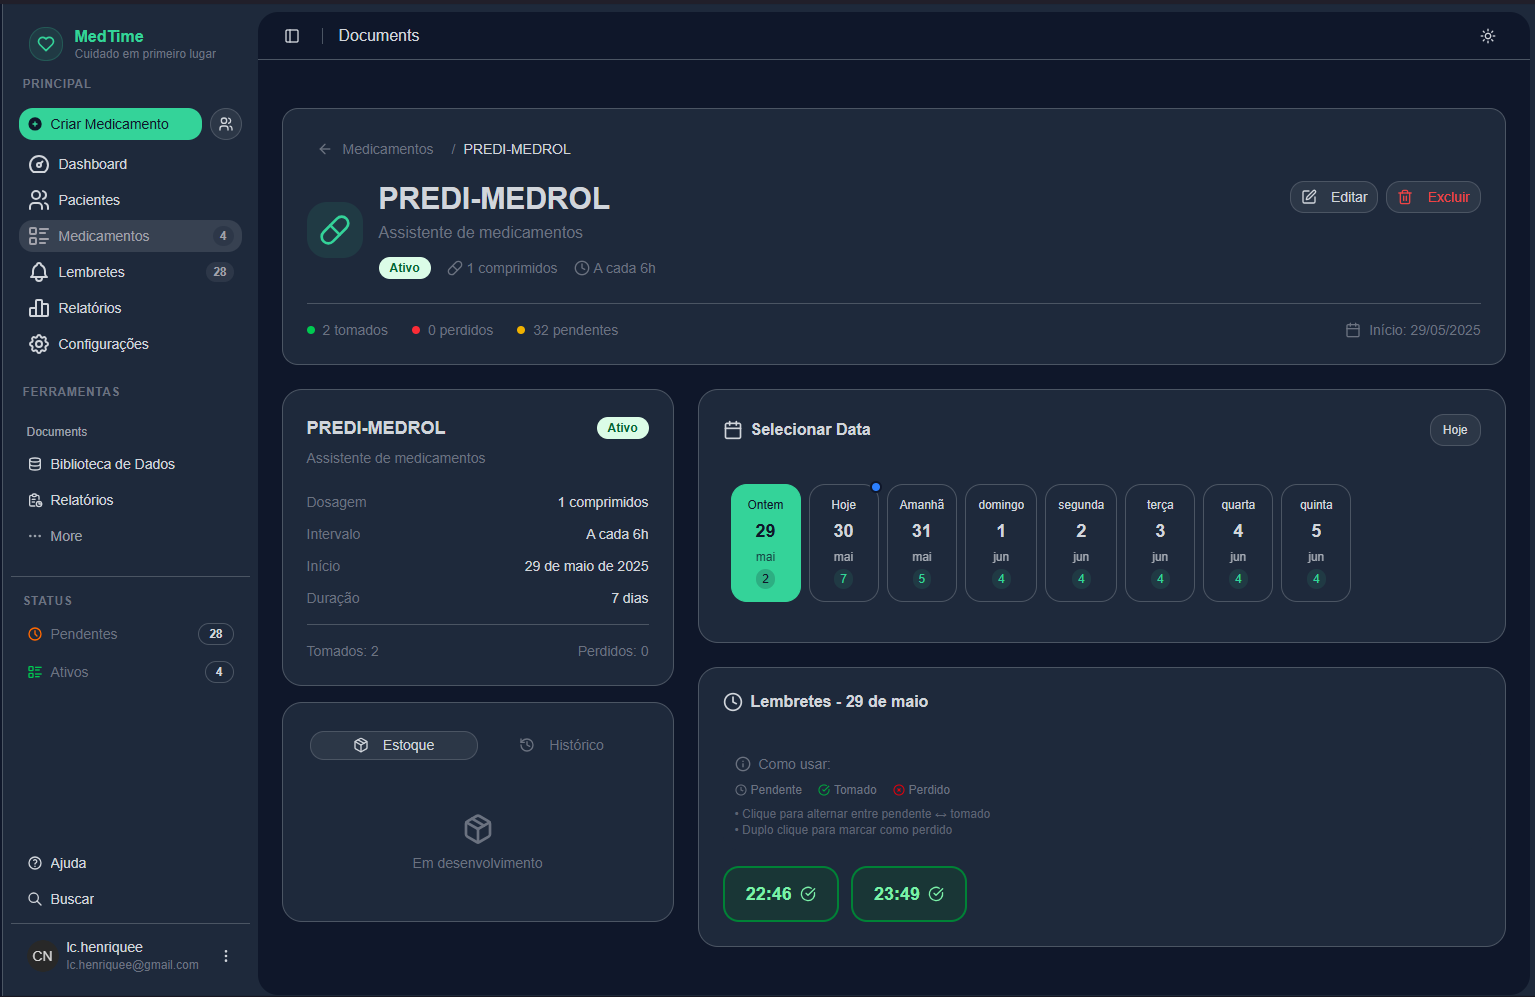 MedTime
Cuidado em primeiro lugar
PRINCIPAL
Criar Medicamento
Dashboard
Pacientes
Medicamentos 4
Lembretes 28
Relatórios
Configurações
FERRAMENTAS
Documents
Biblioteca de Dados
Relatórios
More
STATUS
Pendentes 28
Ativos 4
Ajuda
Buscar
CN
lc.henriquee
lc.henriquee@gmail.com
Documents
Medicamentos / PREDI-MEDROL
PREDI-MEDROL
Assistente de medicamentos
Ativo 1 comprimidos A cada 6h
Editar Excluir
2 tomados 0 perdidos 32 pendentes Início: 29/05/2025
PREDI-MEDROL Ativo
Assistente de medicamentos
Dosagem 1 comprimidos
Intervalo A cada 6h
Início 29 de maio de 2025
Duração 7 dias
Tomados: 2 Perdidos: 0
Estoque Histórico
Em desenvolvimento
Selecionar Data Hoje
Ontem Hoje Amanhã domingo segunda terça quarta quinta
29 30 31 1 2 3 4 5
mai mai mai jun jun jun jun jun
2 7 5 4 4 4 4 4
Lembretes - 29 de maio
Como usar:
Pendente Tomado Perdido
• Clique para alternar entre pendente ↔ tomado
• Duplo clique para marcar como perdido
22:46 23:49